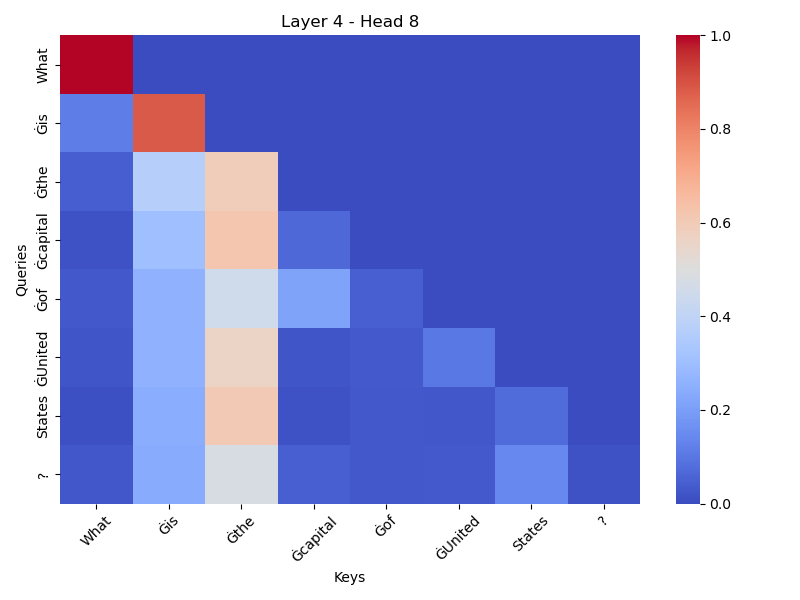 Layer 4 - Head 8
Queries
What
Ġis
Ġthe
Ġcapital
Ġof
ĠUnited
States
?
What
Ġis
Ġthe
Ġcapital
Ġof
ĠUnited
States
?
Keys
1.0
0.8
0.6
0.4
0.2
0.0